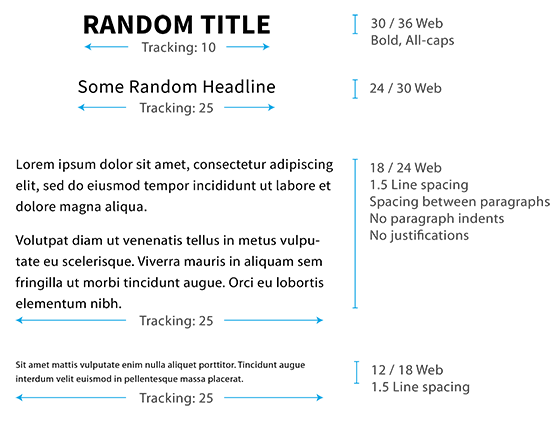 RANDOM TITLE
Tracking: 10
30 / 36 Web
Bold, All-caps
Some Random Headline
Tracking: 25
24 / 30 Web
Lorem ipsum dolor sit amet, consectetur adipiscing
elit, sed do eiusmod tempor incididunt ut labore et
dolore magna aliqua.
Volutpat diam ut venenatis tellus in metus vulpu-
tate eu scelerisque. Viverra mauris in aliquam sem
fringilla ut morbi tincidunt augue. Orci eu lobortis
elementum nibh.
Tracking: 25
18 / 24 Web
1.5 Line spacing
Spacing between paragraphs
No paragraph indents
No justifications
Sit amet mattis vulputate enim nulla aliquet porttitor. Tincidunt augue
interdum velit euismod in pellentesque massa placerat.
Tracking: 25
12 / 18 Web
1.5 Line spacing